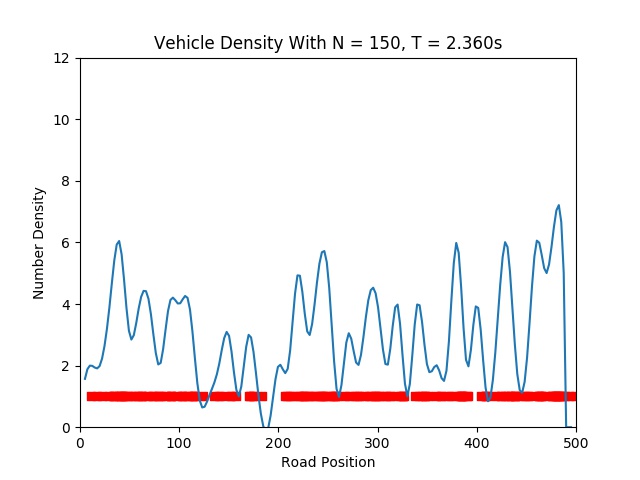 Vehicle Density With N = 150, T = 2.360s
12
10
8
6
4
2
0
Number Density
0 100 200 300 400 500
Road Position